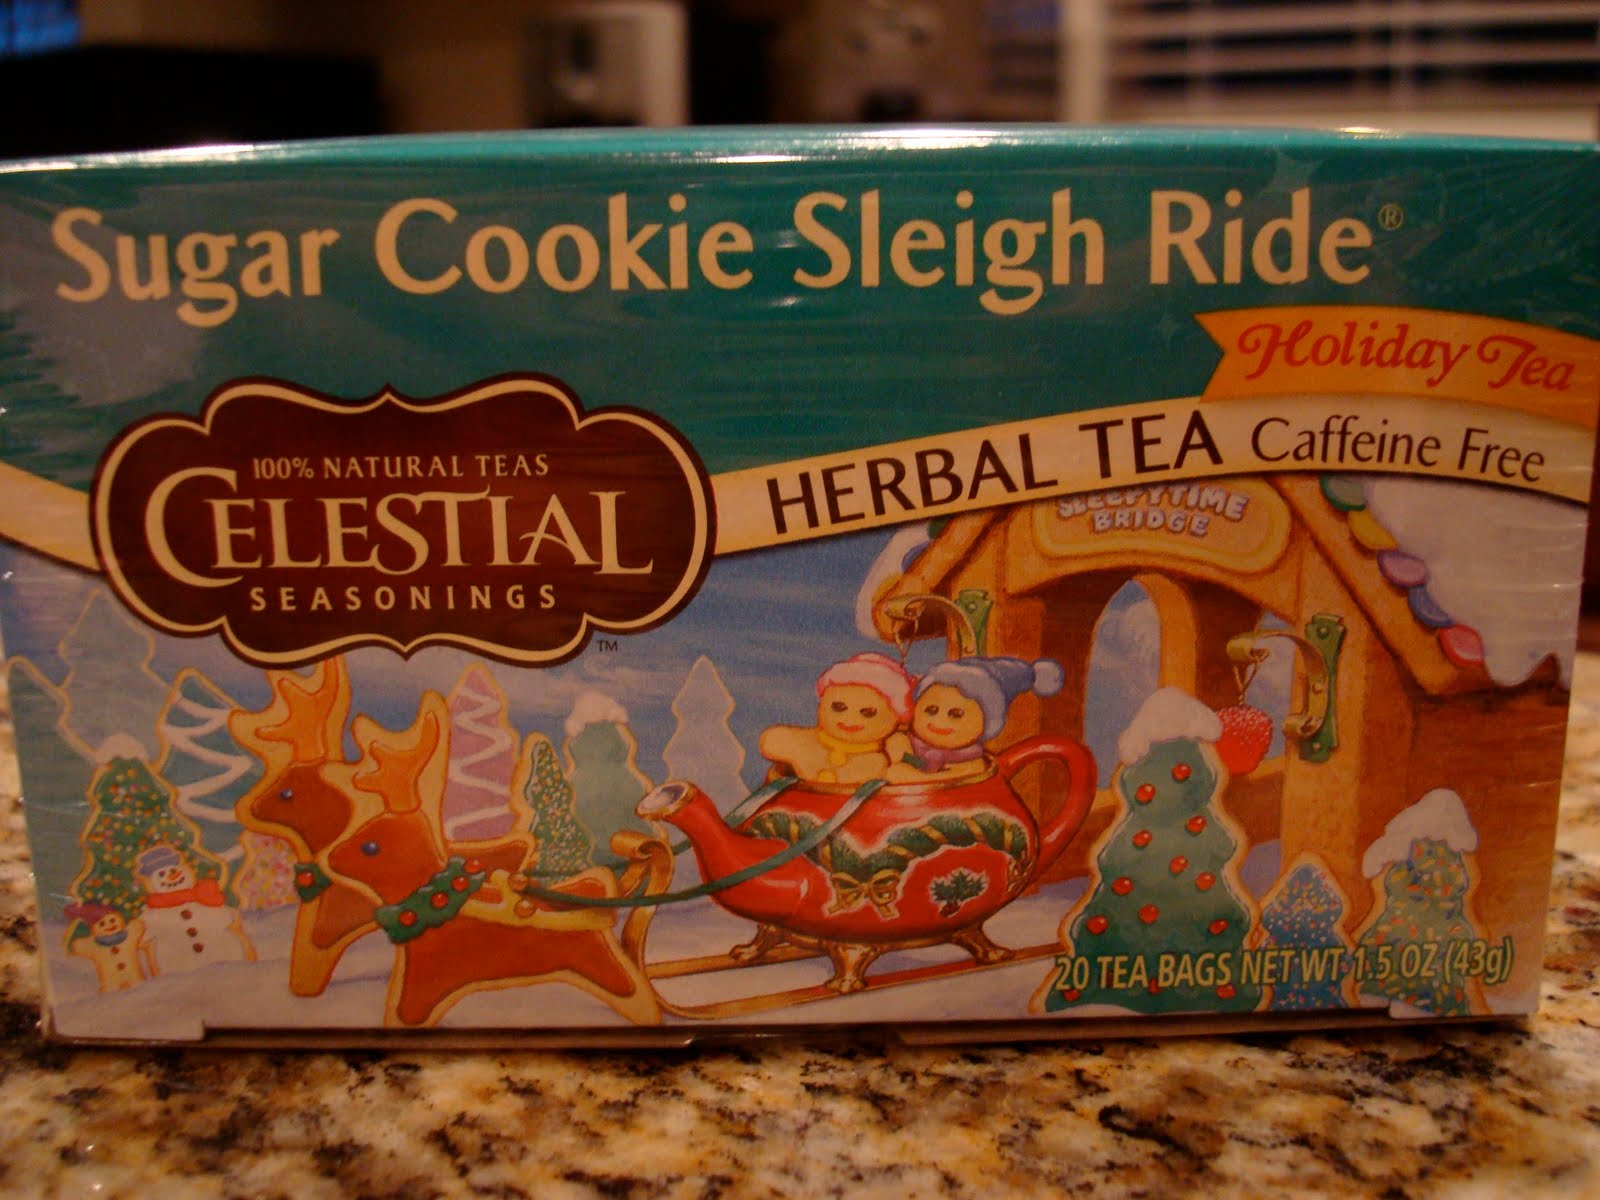 Sugar Cookie Sleigh Ride®
Holiday Tea
HERBAL TEA Caffeine Free
100% NATURAL TEAS
CELESTIAL
SEASONINGS
TM
SLEEPYTIME
BRIDGE
20 TEA BAGS NET WT 1.5 OZ (43g)